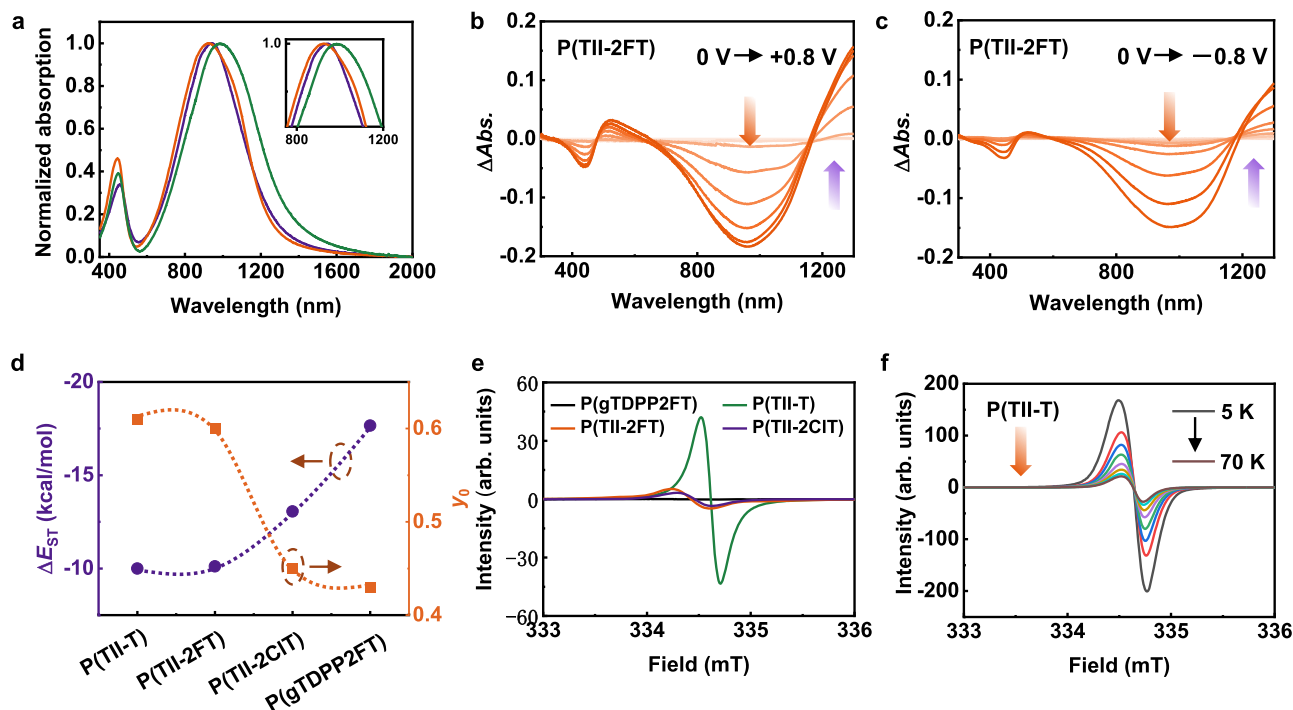 a
Normalized absorption
1.0
0.8
0.6
0.4
0.2
0.0
400
800
1200
1600
2000
Wavelength (nm)
1.0
800
1200
b
P(TII-2FT)
0 V → +0.8 V
ΔAbs.
0.2
0.1
0.0
-0.1
-0.2
400
800
1200
Wavelength (nm)
c
P(TII-2FT)
0 V → −0.8 V
ΔAbs.
0.2
0.1
0.0
-0.1
-0.2
400
800
1200
Wavelength (nm)
d
ΔE_ST (kcal/mol)
-20
-15
-10
y_0
0.6
0.5
0.4
P(TII-T)
P(TII-2FT)
P(TII-2ClT)
P(gTDPP2FT)
e
Intensity (arb. units)
60
30
0
−30
−60
P(gTDPP2FT)
P(TII-T)
P(TII-2FT)
P(TII-2ClT)
333
334
335
336
Field (mT)
f
Intensity (arb. units)
200
100
0
-100
-200
P(TII-T)
5 K
70 K
333
334
335
336
Field (mT)